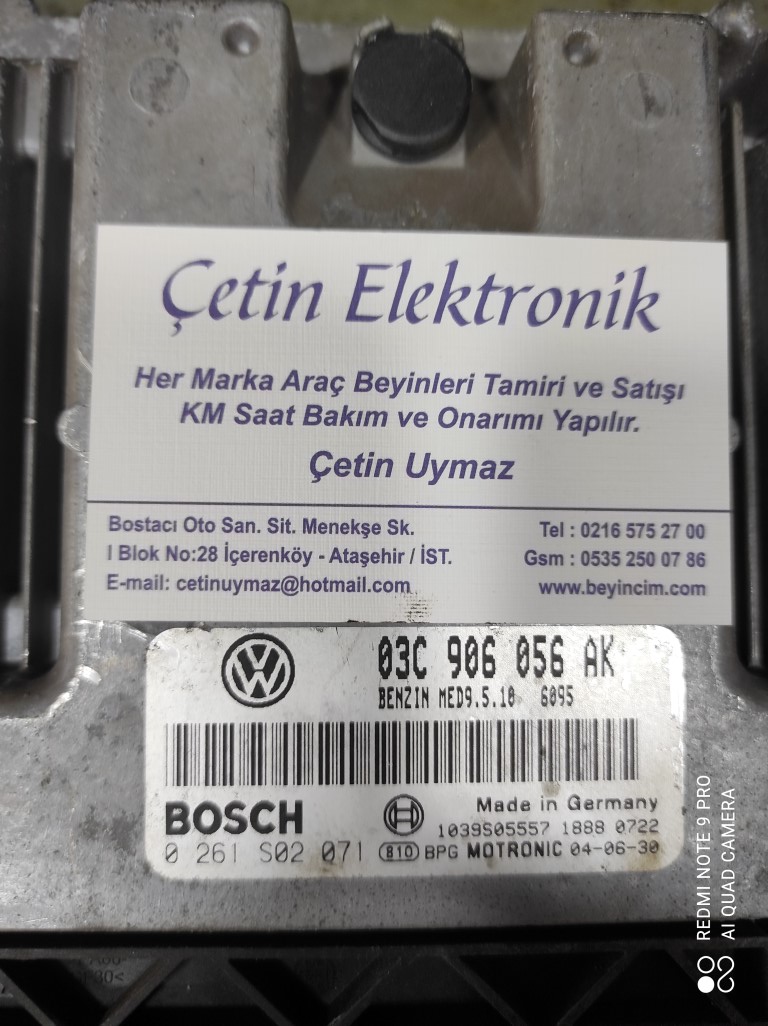 Çetin Elektronik
Her Marka Araç Beyinleri Tamiri ve Satışı
KM Saat Bakım ve Onarımı Yapılır.
Çetin Uymaz
Bostacı Oto San. Sit. Menekşe Sk.
I Blok No:28 İçerenköy - Ataşehir / İST.
E-mail: cetinuymaz@hotmail.com
Tel : 0216 575 27 00
Gsm : 0535 250 07 86
www.beyincim.com
VW
03C 906 056 AK
BENZIN MED9.5.10 6095
BOSCH
Made in Germany
1039S05557 1888 0722
0 261 S02 071 810 BPG MOTRONIC 04-06-30
REDMI NOTE 9 PRO
AI QUAD CAMERA